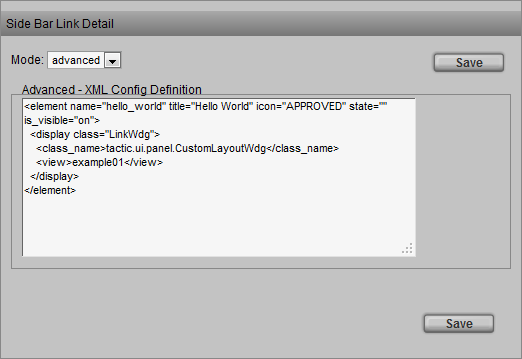 Side Bar Link Detail
Mode: advanced
Save
Advanced - XML Config Definition
<element name="hello_world" title="Hello World" icon="APPROVED" state=""
is_visible="on">
<display class="LinkWdg">
<class_name>tactic.ui.panel.CustomLayoutWdg</class_name>
<view>example01</view>
</display>
</element>
Save